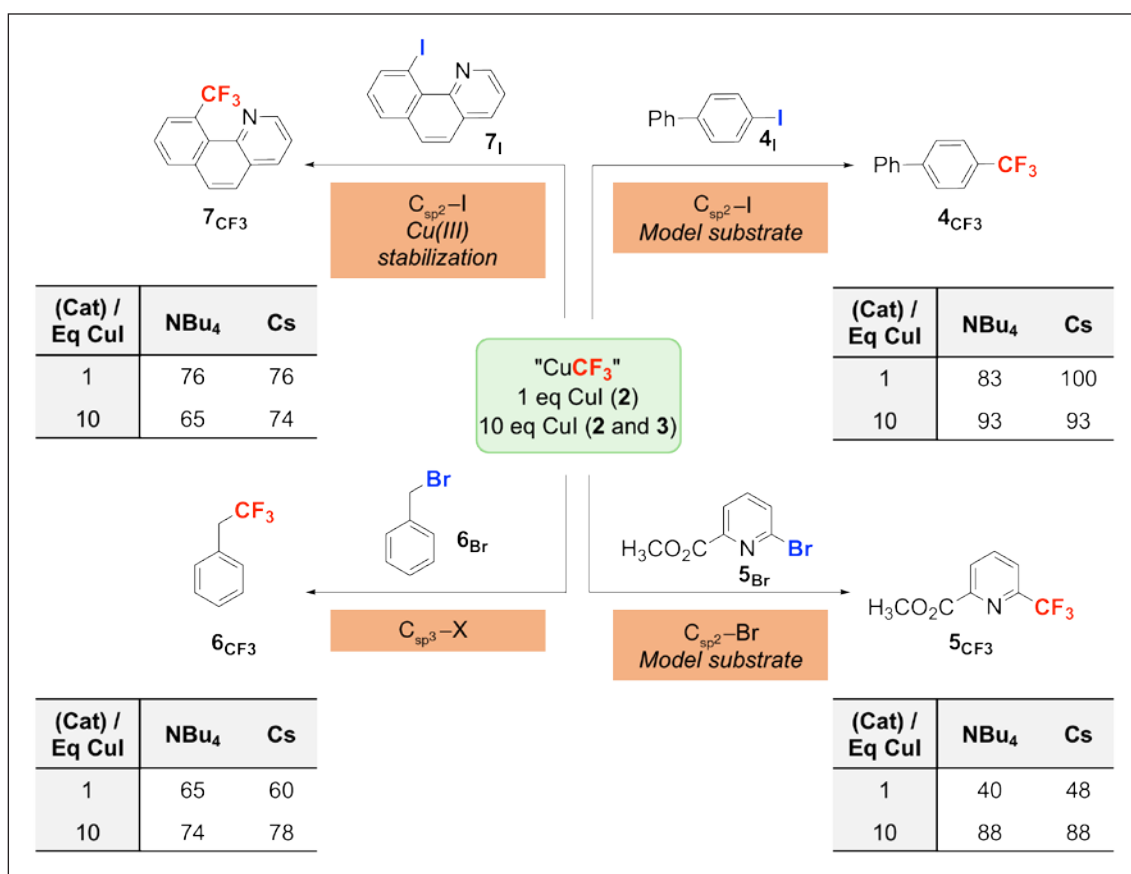 I
N
7I
CF3
N
7CF3
Csp2–I
Cu(III)
stabilization
Ph
I
4I
Ph
CF3
4CF3
Csp2–I
Model substrate
(Cat) / Eq CuI NBu4 Cs
1 76 76
10 65 74
(Cat) / Eq CuI NBu4 Cs
1 83 100
10 93 93
"CuCF3"
1 eq CuI (2)
10 eq CuI (2 and 3)
Br
6Br
CF3
6CF3
Csp3–X
H3CO2C N Br
5Br
H3CO2C N CF3
5CF3
Csp2–Br
Model substrate
(Cat) / Eq CuI NBu4 Cs
1 65 60
10 74 78
(Cat) / Eq CuI NBu4 Cs
1 40 48
10 88 88